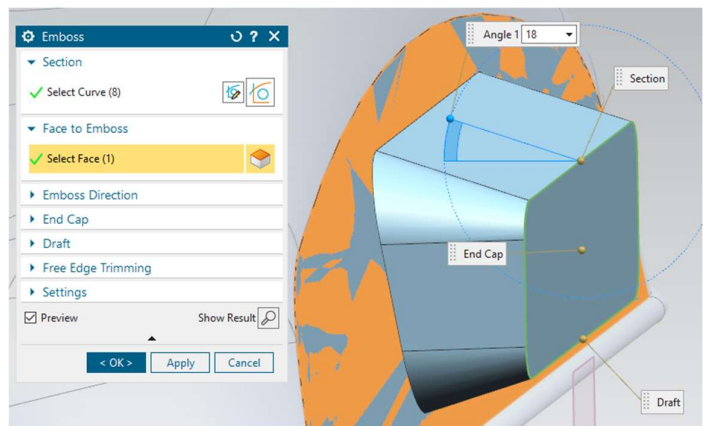 Emboss
Section
Select Curve (8)
Face to Emboss
Select Face (1)
Emboss Direction
End Cap
Draft
Free Edge Trimming
Settings
Preview
Show Result
< OK >
Apply
Cancel
Angle 1 18
Section
End Cap
Draft